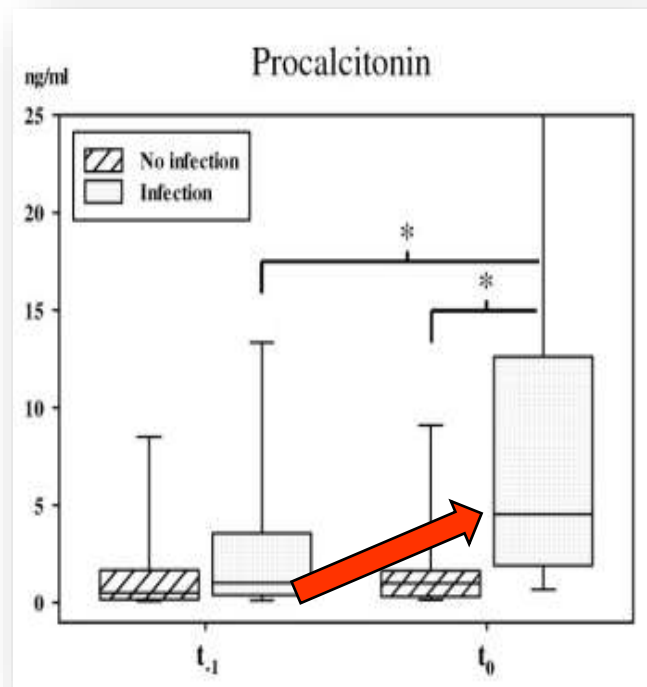 Procalcitonin
ng/ml
25
No infection
Infection
20
*
*
15
10
5
0
t-1
t0